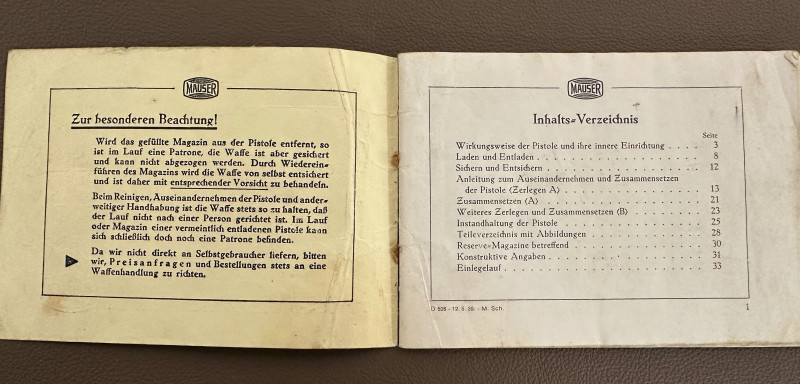 MAUSER
Zur besonderen Beachtung!
Wird das gefüllte Magazin aus der Pistole entfernt, so
ist im Lauf eine Patrone, die Waffe ist aber gesichert
und kann nicht abgezogen werden. Durch Wiederein=
führen des Magazins wird die Waffe von selbst entsichert
und ist daher mit entsprechender Vorsicht zu behandeln.
Beim Reinigen, Auseinandernehmen der Pistole und ander=
weitiger Handhabung ist die Waffe stets so zu halten, daß
der Lauf nicht nach einer Person gerichtet ist. Im Lauf
oder Magazin einer vermeintlich entladenen Pistole kann
sich schließlich doch noch eine Patrone befinden.
Da wir nicht direkt an Selbstgebraucher liefern, bitten
wir, Preisanfragen und Bestellungen stets an eine
Waffenhandlung zu richten.
MAUSER
Inhalts=Verzeichnis
Seite
Wirkungsweise der Pistole und ihre innere Einrichtung . . . . 3
Laden und Entladen . . . . . . . . . . . . . . . . . 8
Sichern und Entsichern . . . . . . . . . . . . . . . . 12
Anleitung zum Auseinandernehmen und Zusammensetzen
der Pistole (Zerlegen A) . . . . . . . . . . . . . . 13
Zusammensetzen (A) . . . . . . . . . . . . . . . . 21
Weiteres Zerlegen und Zusammensetzen (B) . . . . . . . . 23
Instandhaltung der Pistole . . . . . . . . . . . . . . 25
Teileverzeichnis mit Abbildungen . . . . . . . . . . . . 28
Reserve=Magazine betreffend . . . . . . . . . . . . . 30
Konstruktive Angaben . . . . . . . . . . . . . . . . 31
Einlegelauf . . . . . . . . . . . . . . . . . . . . 33
M. Sch.
1